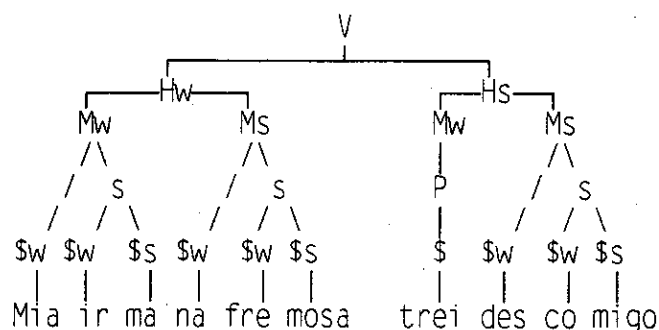 V
Hw Hs
Mw Ms Mw Ms
S S P S
$w $w $s $w $w $s $ $w $w $s
Mia ir ma na fre mosa trei des co migo